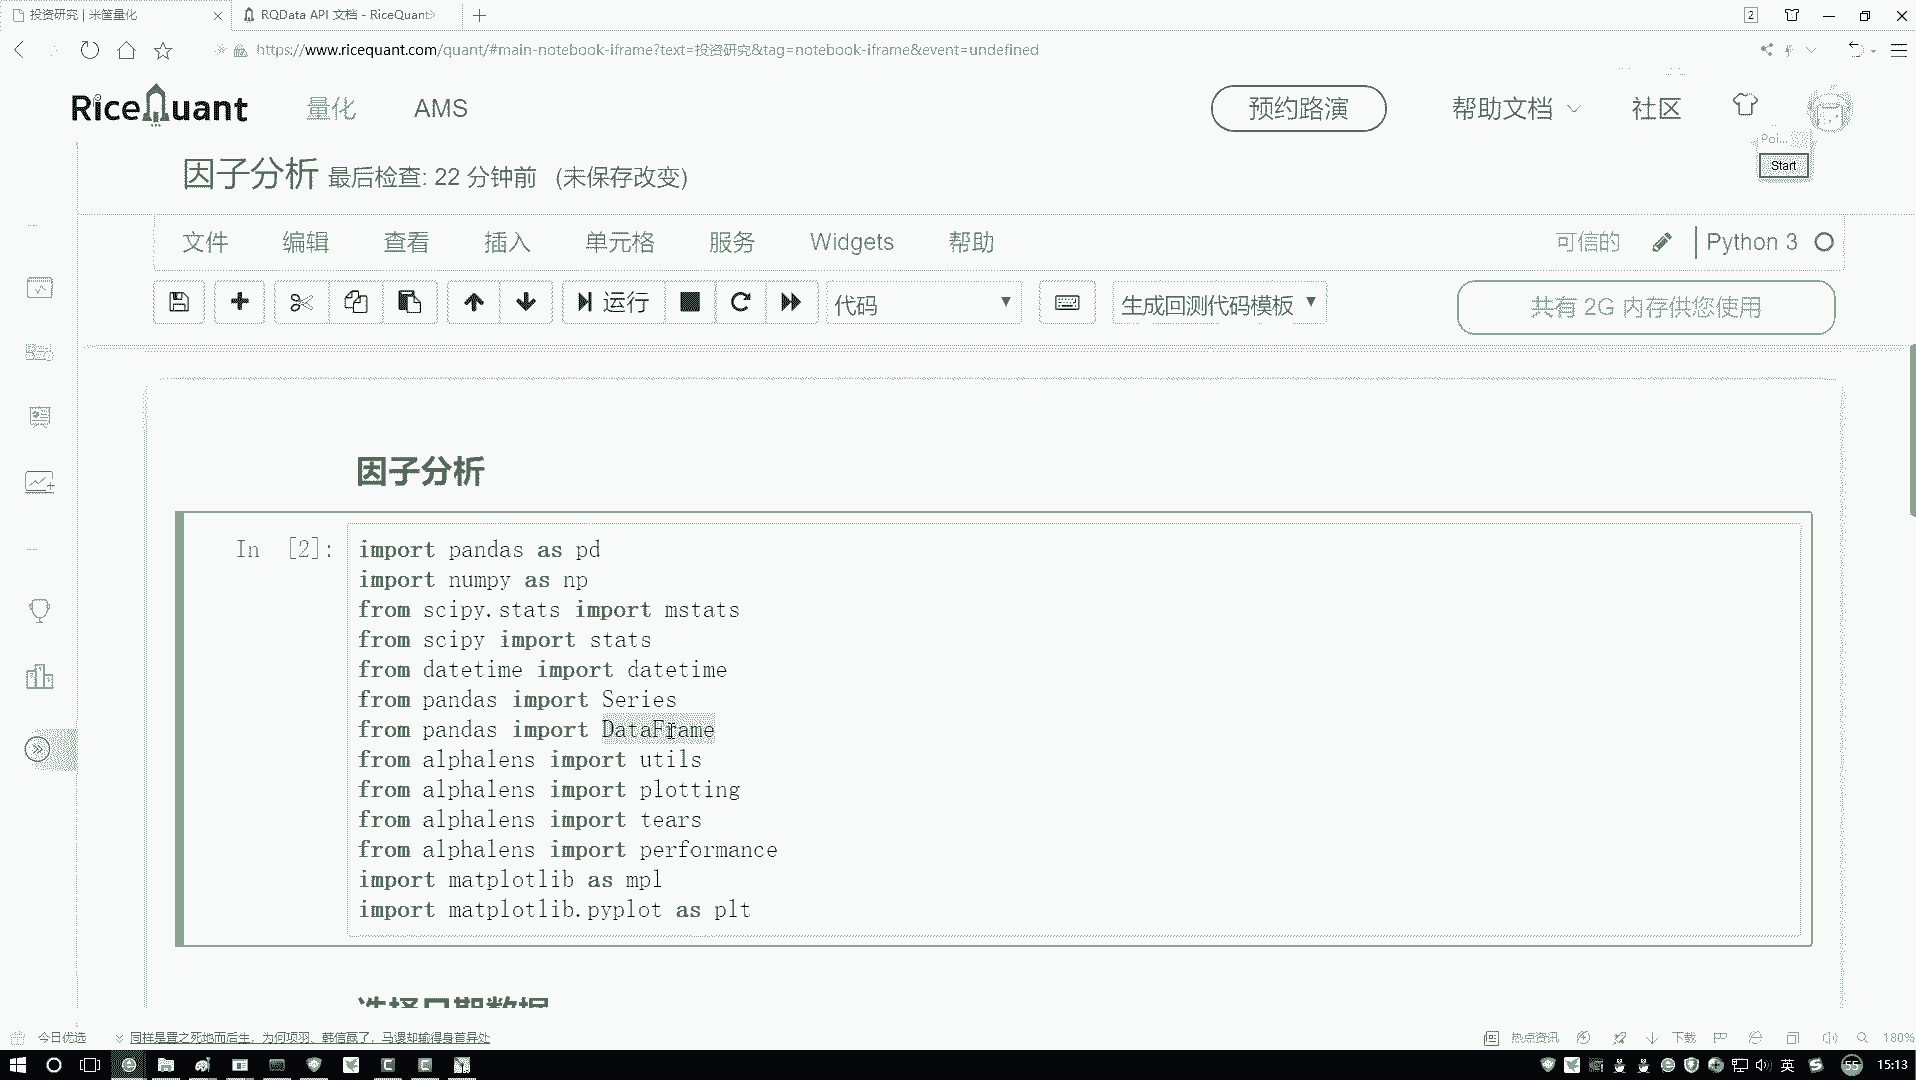 投资研究 | 米筐量化
RQData API 文档 - RiceQuant
2
https://www.ricequant.com/quant/#main-notebook-iframe?text=投资研究&tag=notebook-iframe&event=undefined
RiceQuant 量化 AMS 预约路演 帮助文档 社区
Poi...
Start
因子分析 最后检查: 22 分钟前 (未保存改变)
文件 编辑 查看 插入 单元格 服务 Widgets 帮助 可信的 Python 3
运行 代码 生成回测代码模板 共有 2G 内存供您使用
因子分析
In [2]:
import pandas as pd
import numpy as np
from scipy.stats import mstats
from scipy import stats
from datetime import datetime
from pandas import Series
from pandas import DataFrame
from alphalens import utils
from alphalens import plotting
from alphalens import tears
from alphalens import performance
import matplotlib as mpl
import matplotlib.pyplot as plt
选择日期数据
今日优选 同样是置之死地而后生，为何项羽、韩信赢了，马谡却输得身首异处 热点资讯 下载 180%
英 55 15:13